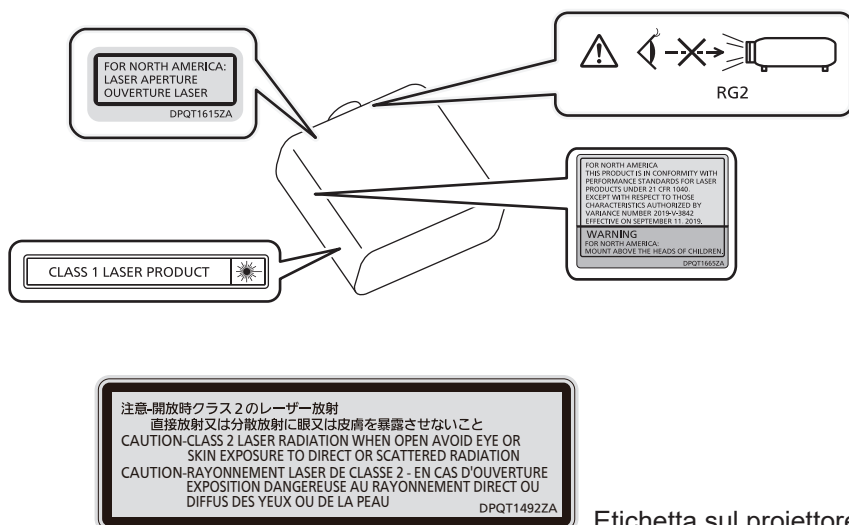 FOR NORTH AMERICA:
LASER APERTURE
OUVERTURE LASER
DPQT1615ZA
RG2
FOR NORTH AMERICA
THIS PRODUCT IS IN CONFORMITY WITH
PERFORMANCE STANDARDS FOR LASER
PRODUCTS UNDER 21 CFR 1040.
EXCEPT WITH RESPECT TO THOSE
CHARACTERISTICS AUTHORIZED BY
VARIANCE NUMBER 2019-V-3842
EFFECTIVE ON SEPTEMBER 11. 2019.
WARNING
FOR NORTH AMERICA:
MOUNT ABOVE THE HEADS OF CHILDREN.
DPQT1665ZA
CLASS 1 LASER PRODUCT
注意-開放時クラス2のレーザー放射
直接放射又は分散放射に眼又は皮膚を暴露させないこと
CAUTION-CLASS 2 LASER RADIATION WHEN OPEN AVOID EYE OR
SKIN EXPOSURE TO DIRECT OR SCATTERED RADIATION
CAUTION-RAYONNEMENT LASER DE CLASSE 2 - EN CAS D'OUVERTURE
EXPOSITION DANGEREUSE AU RAYONNEMENT DIRECT OU
DIFFUS DES YEUX OU DE LA PEAU
DPQT1492ZA
Etichetta sul proiettore